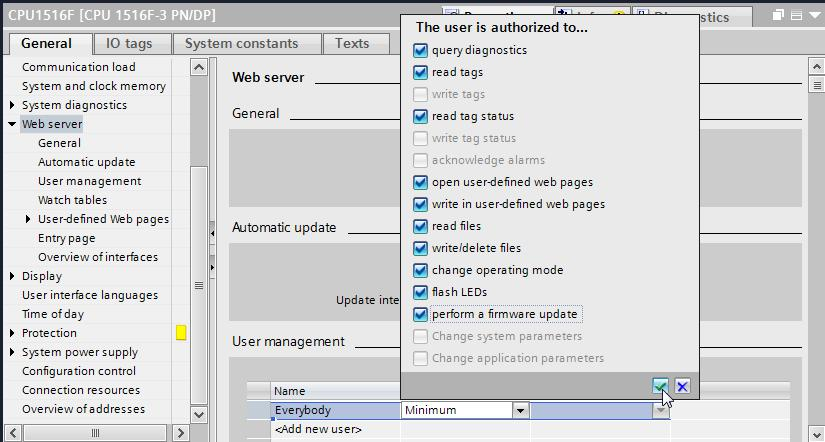 CPU1516F [CPU 1516F-3 PN/DP]
Diagnostics
General
IO tags
System constants
Texts
Communication load
System and clock memory
System diagnostics
Web server
General
Automatic update
User management
Watch tables
User-defined Web pages
Entry page
Overview of interfaces
Display
User interface languages
Time of day
Protection
System power supply
Configuration control
Connection resources
Overview of addresses
Web server
General
Automatic update
Update inte
User management
Name
Everybody
Minimum
<Add new user>
The user is authorized to...
query diagnostics
read tags
write tags
read tag status
write tag status
acknowledge alarms
open user-defined web pages
write in user-defined web pages
read files
write/delete files
change operating mode
flash LEDs
perform a firmware update
Change system parameters
Change application parameters